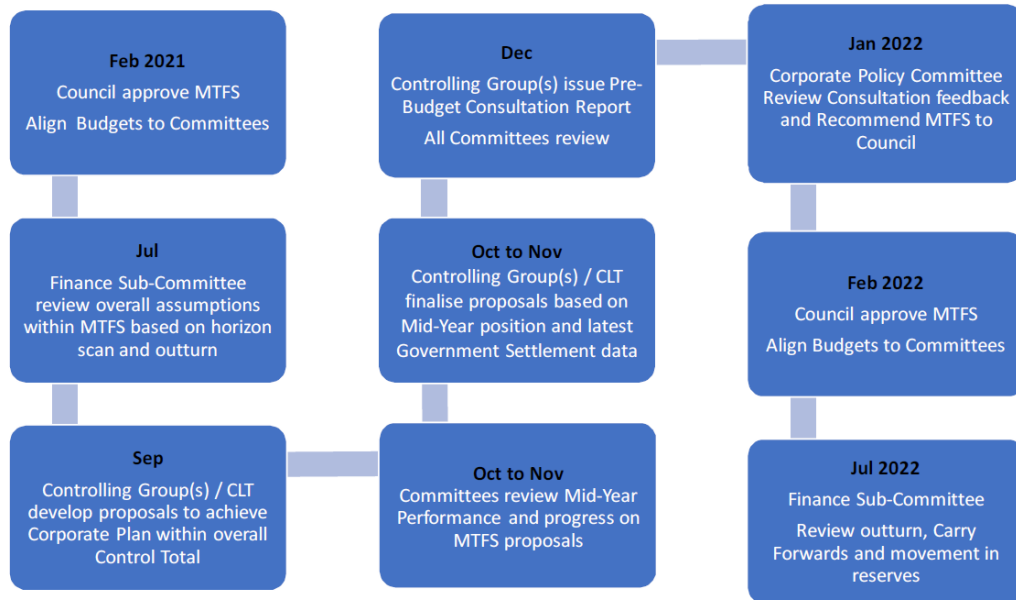 Feb 2021
Council approve MTFS
Align Budgets to Committees
Jul
Finance Sub-Committee
review overall assumptions
within MTFS based on horizon
scan and outturn
Sep
Controlling Group(s) / CLT
develop proposals to achieve
Corporate Plan within overall
Control Total
Oct to Nov
Committees review Mid-Year
Performance and progress on
MTFS proposals
Oct to Nov
Controlling Group(s) / CLT
finalise proposals based on
Mid-Year position and latest
Government Settlement data
Dec
Controlling Group(s) issue Pre-
Budget Consultation Report
All Committees review
Jan 2022
Corporate Policy Committee
Review Consultation feedback
and Recommend MTFS to
Council
Feb 2022
Council approve MTFS
Align Budgets to Committees
Jul 2022
Finance Sub-Committee
Review outturn, Carry
Forwards and movement in
reserves